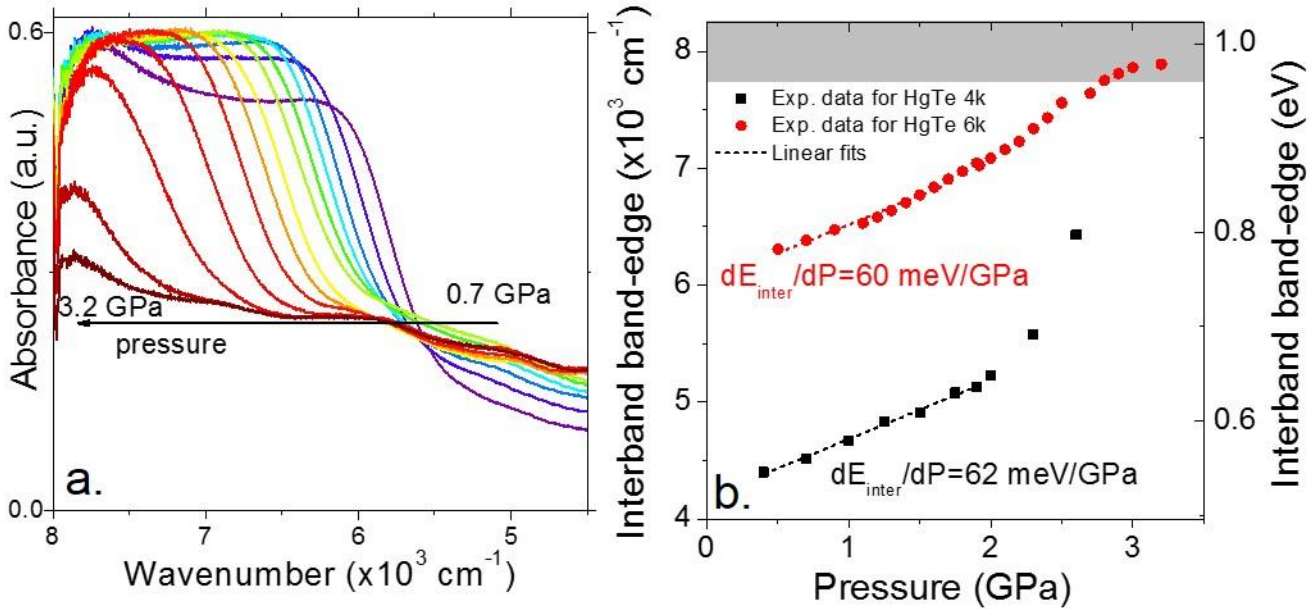 0.6
Absorbance (a.u.)
0.7 GPa
3.2 GPa
pressure
a.
0.0
8
7
6
5
Wavenumber (x10³ cm⁻¹)
Interband band-edge (x10³ cm⁻¹)
8
7
6
5
4
Exp. data for HgTe 4k
Exp. data for HgTe 6k
Linear fits
dE_inter/dP=60 meV/GPa
dE_inter/dP=62 meV/GPa
b.
0
1
2
3
Pressure (GPa)
1.0
0.8
0.6
Interband band-edge (eV)